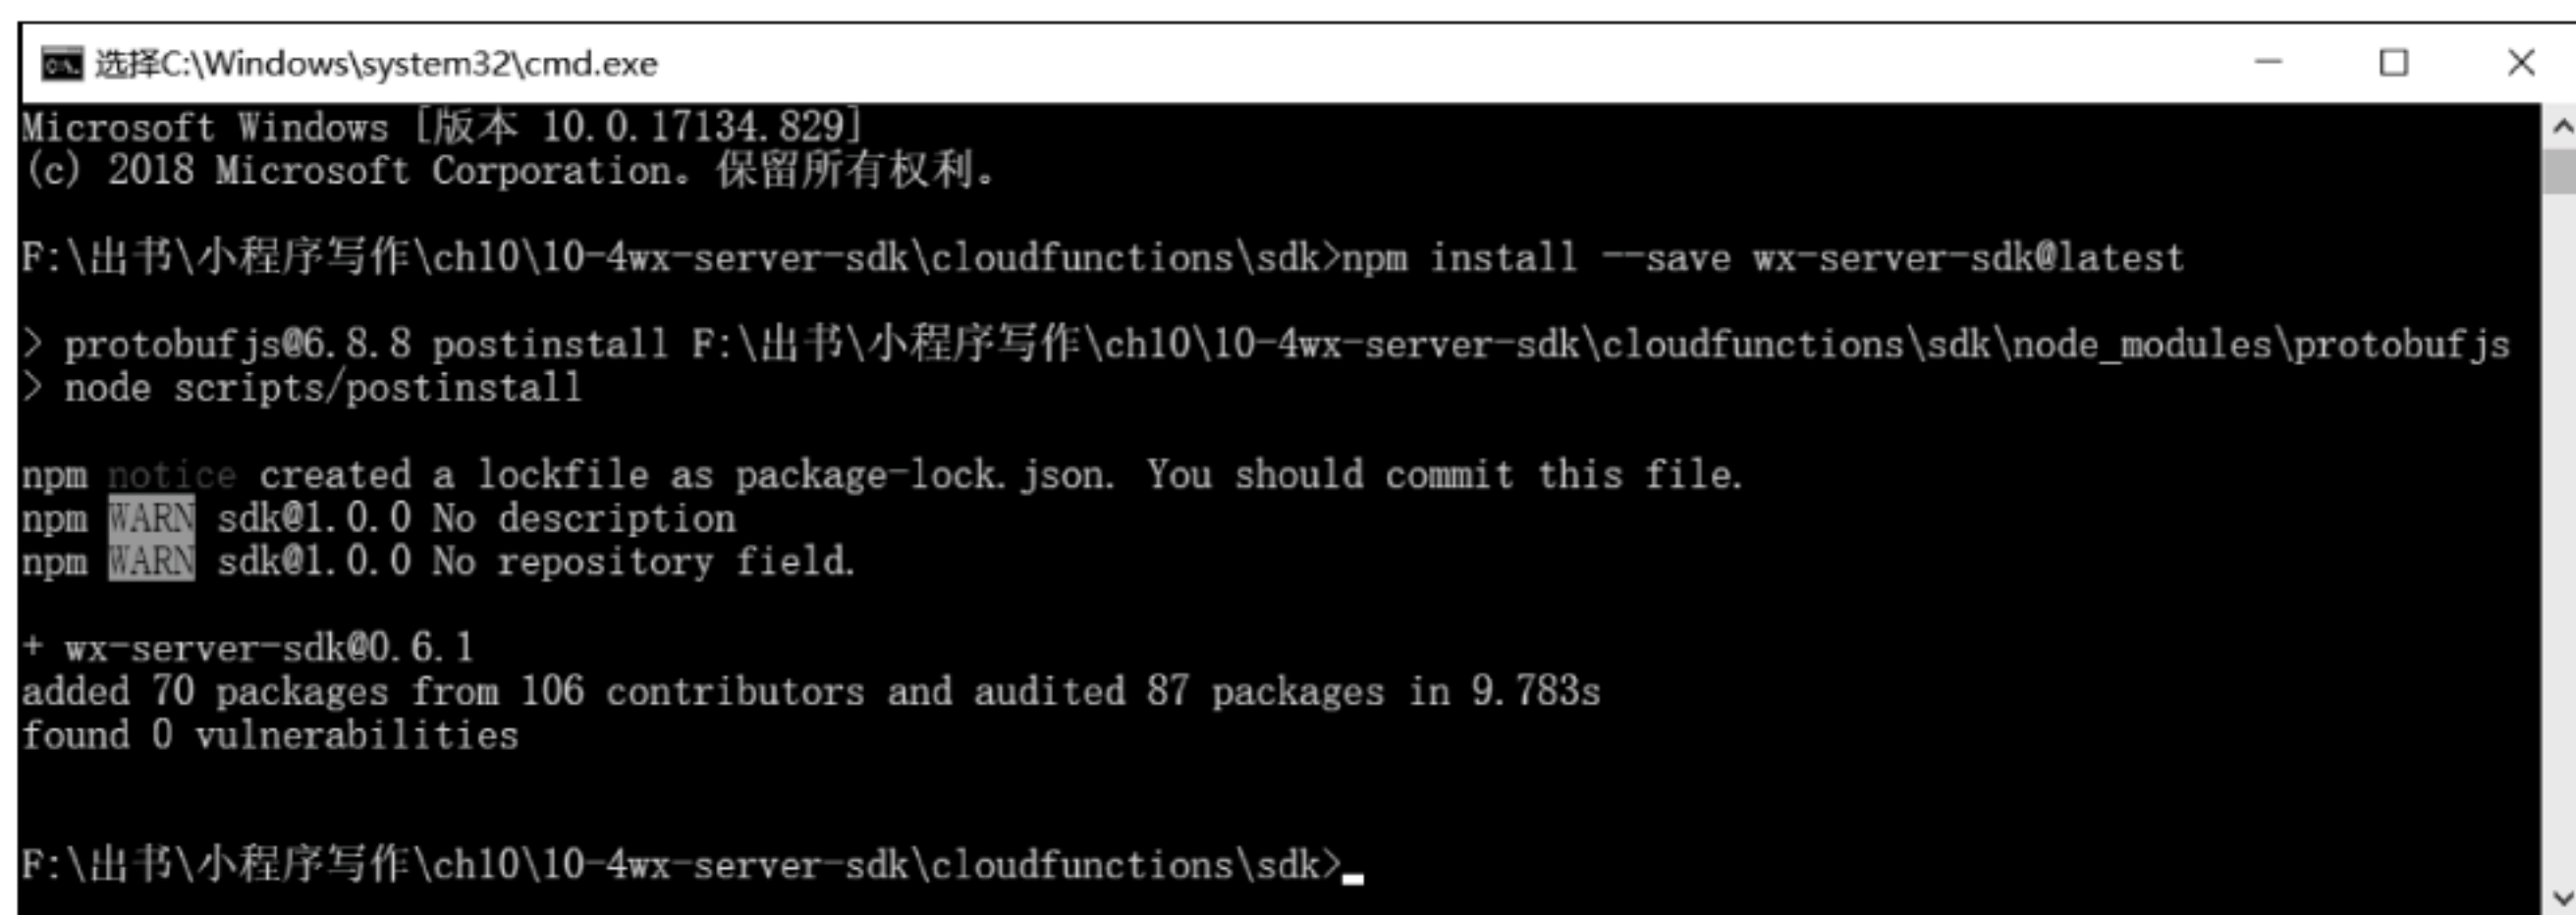 选择C:\Windows\system32\cmd.exe
Microsoft Windows [版本 10.0.17134.829]
(c) 2018 Microsoft Corporation。保留所有权利。
F:\出书\小程序写作\ch10\10-4wx-server-sdk\cloudfunctions\sdk>npm install --save wx-server-sdk@latest
> protobufjs@6.8.8 postinstall F:\出书\小程序写作\ch10\10-4wx-server-sdk\cloudfunctions\sdk\node_modules\protobufjs
> node scripts/postinstall
npm notice created a lockfile as package-lock.json. You should commit this file.
npm WARN sdk@1.0.0 No description
npm WARN sdk@1.0.0 No repository field.
+ wx-server-sdk@0.6.1
added 70 packages from 106 contributors and audited 87 packages in 9.783s
found 0 vulnerabilities
F:\出书\小程序写作\ch10\10-4wx-server-sdk\cloudfunctions\sdk>